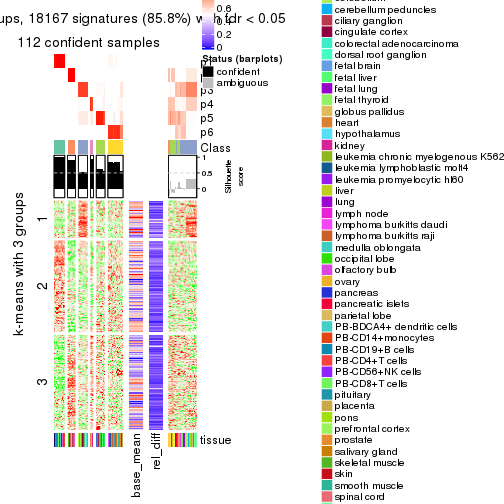 ups, 18167 signatures (85.8%) with fdr < 0.05
112 confident samples
0.6
0.2
0
Status (barplots)
confident
ambiguous
p3
p4
p5
p6
Class
1
0.5
0
Silhouette score
k-means with 3 groups
1
2
3
base_mean
rel_diff
tissue
cerebellum peduncles
ciliary ganglion
cingulate cortex
colorectal adenocarcinoma
dorsal root ganglion
fetal brain
fetal liver
fetal lung
fetal thyroid
globus pallidus
heart
hypothalamus
kidney
leukemia chronic myelogenous K562
leukemia lymphoblastic molt4
leukemia promyelocytic hl60
liver
lung
lymph node
lymphoma burkitts daudi
lymphoma burkitts raji
medulla oblongata
occipital lobe
olfactory bulb
ovary
pancreas
pancreatic islets
parietal lobe
PB-BDCA4+ dendritic cells
PB-CD14+monocytes
PB-CD19+B cells
PB-CD4+T cells
PB-CD56+NK cells
PB-CD8+T cells
pituitary
placenta
pons
prefrontal cortex
prostate
salivary gland
skeletal muscle
skin
smooth muscle
spinal cord